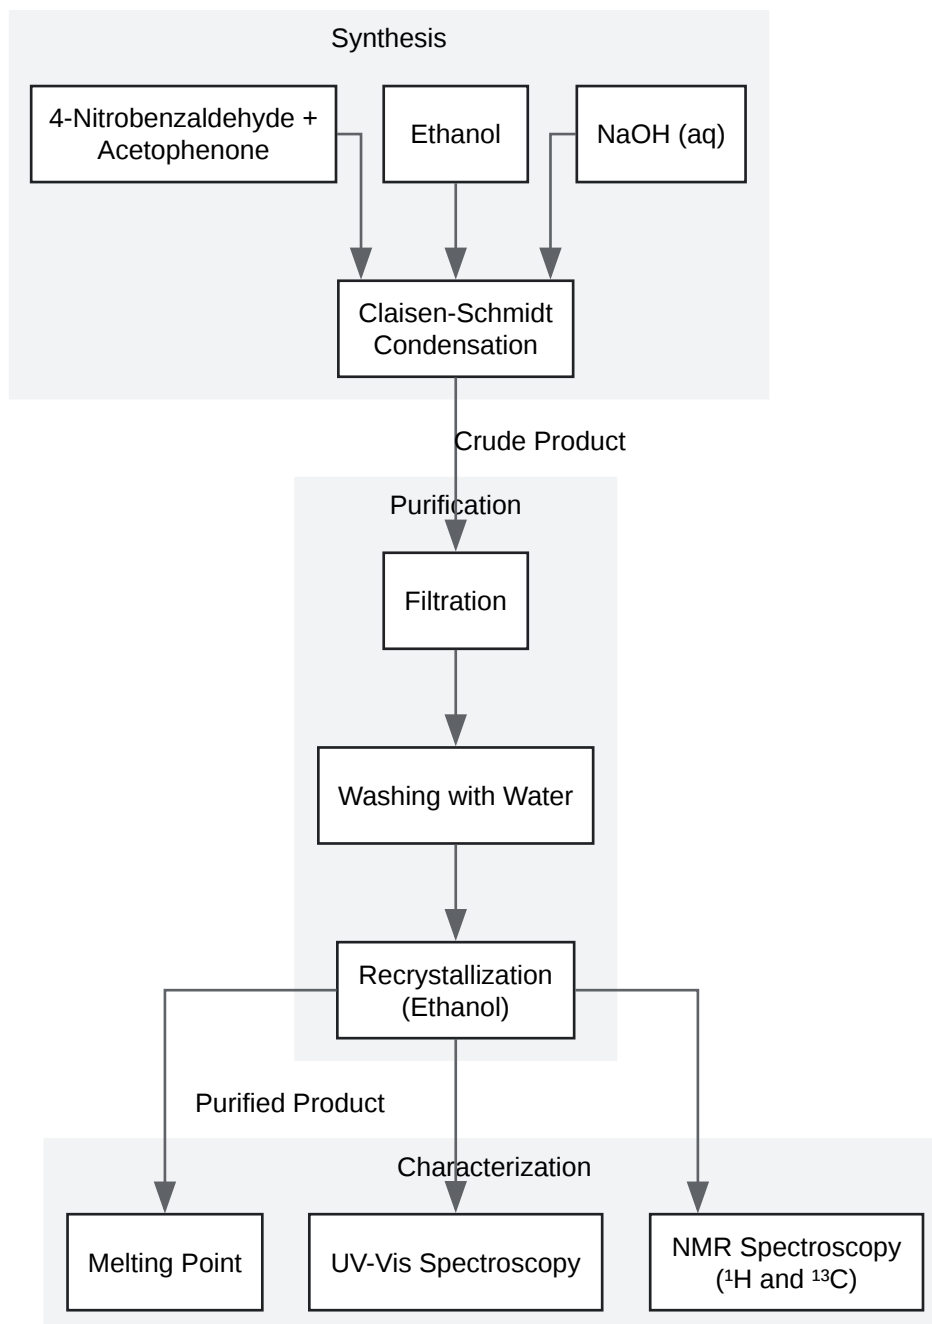 Synthesis
4-Nitrobenzaldehyde +
Acetophenone
Ethanol
NaOH (aq)
Claisen-Schmidt
Condensation
Crude Product
Purification
Filtration
Washing with Water
Recrystallization
(Ethanol)
Purified Product
Characterization
Melting Point
UV-Vis Spectroscopy
NMR Spectroscopy
(¹H and ¹³C)